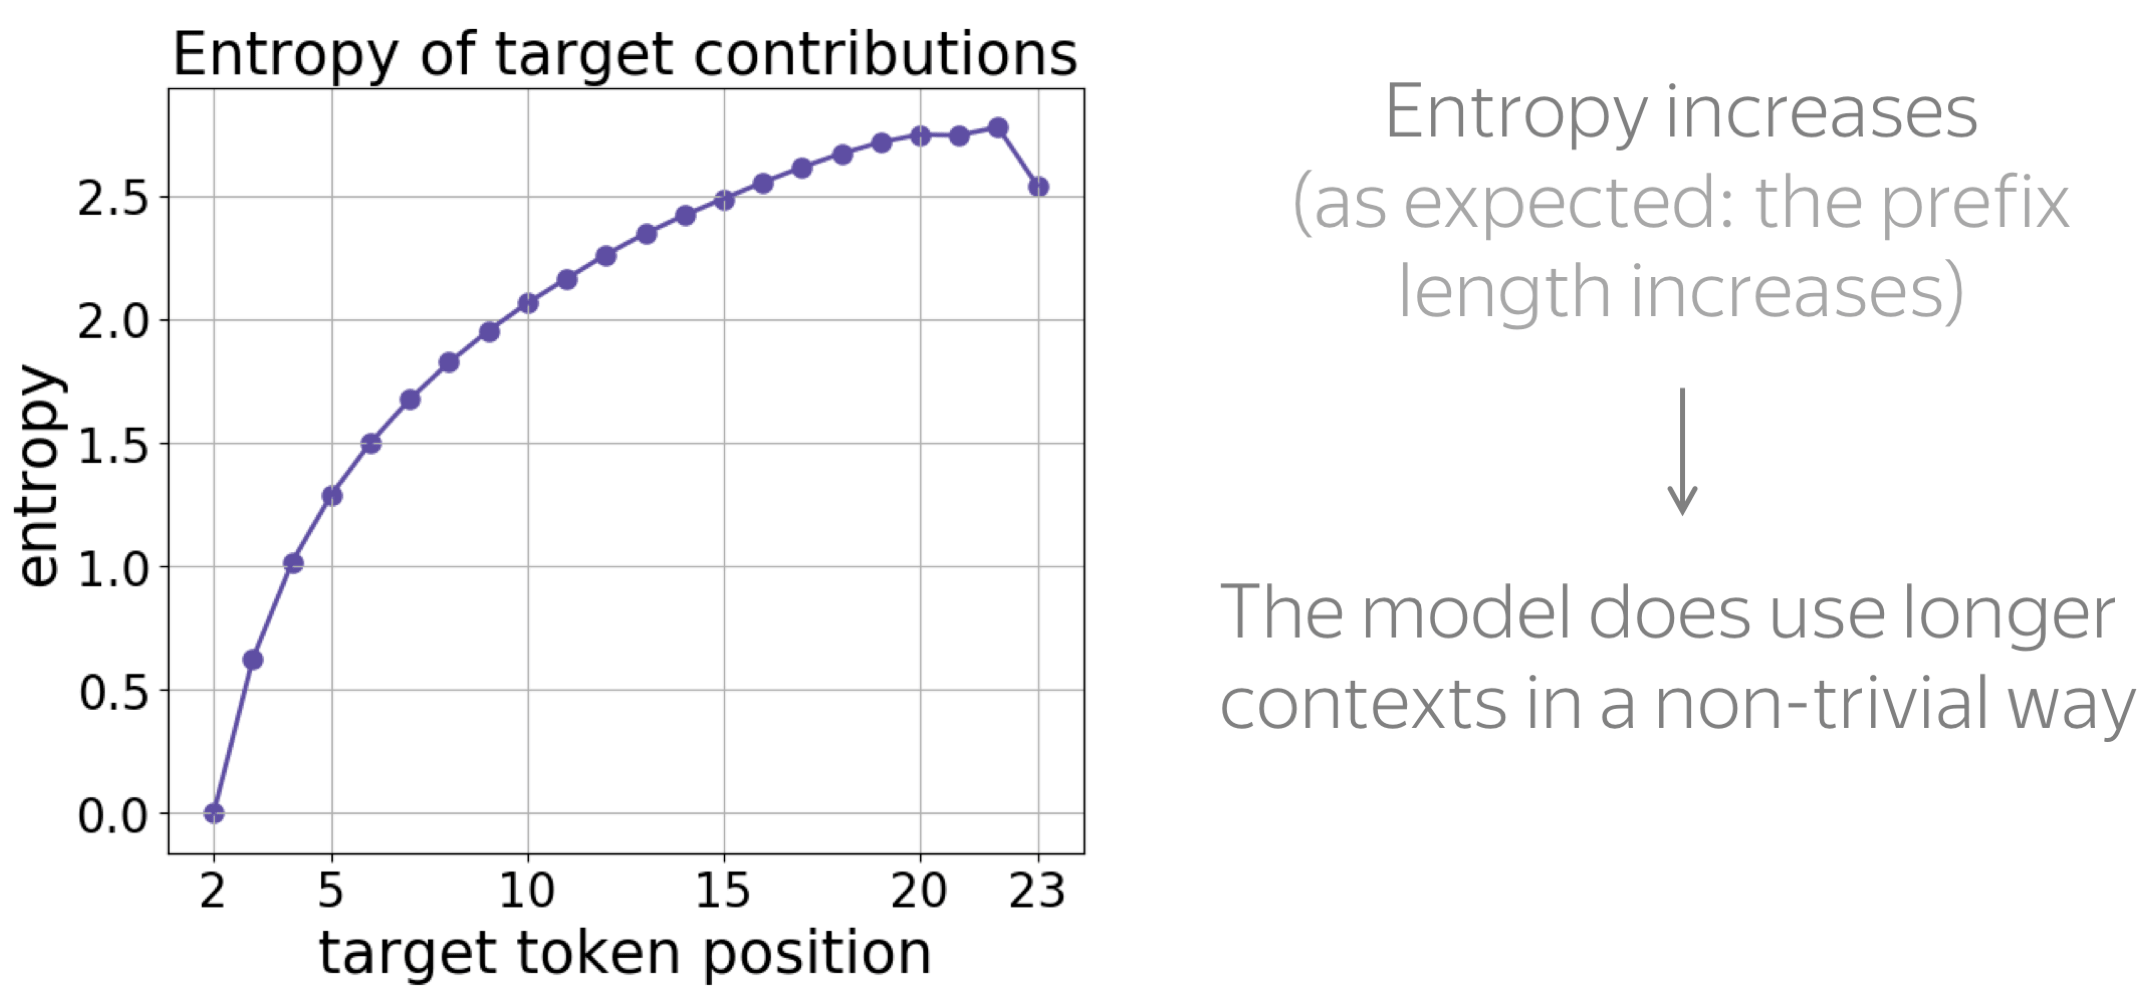 Entropy of target contributions
2.5
2.0
1.5
1.0
0.5
0.0
entropy
2 5 10 15 20 23
target token position
Entropy increases
(as expected: the prefix
length increases)
The model does use longer
contexts in a non-trivial way